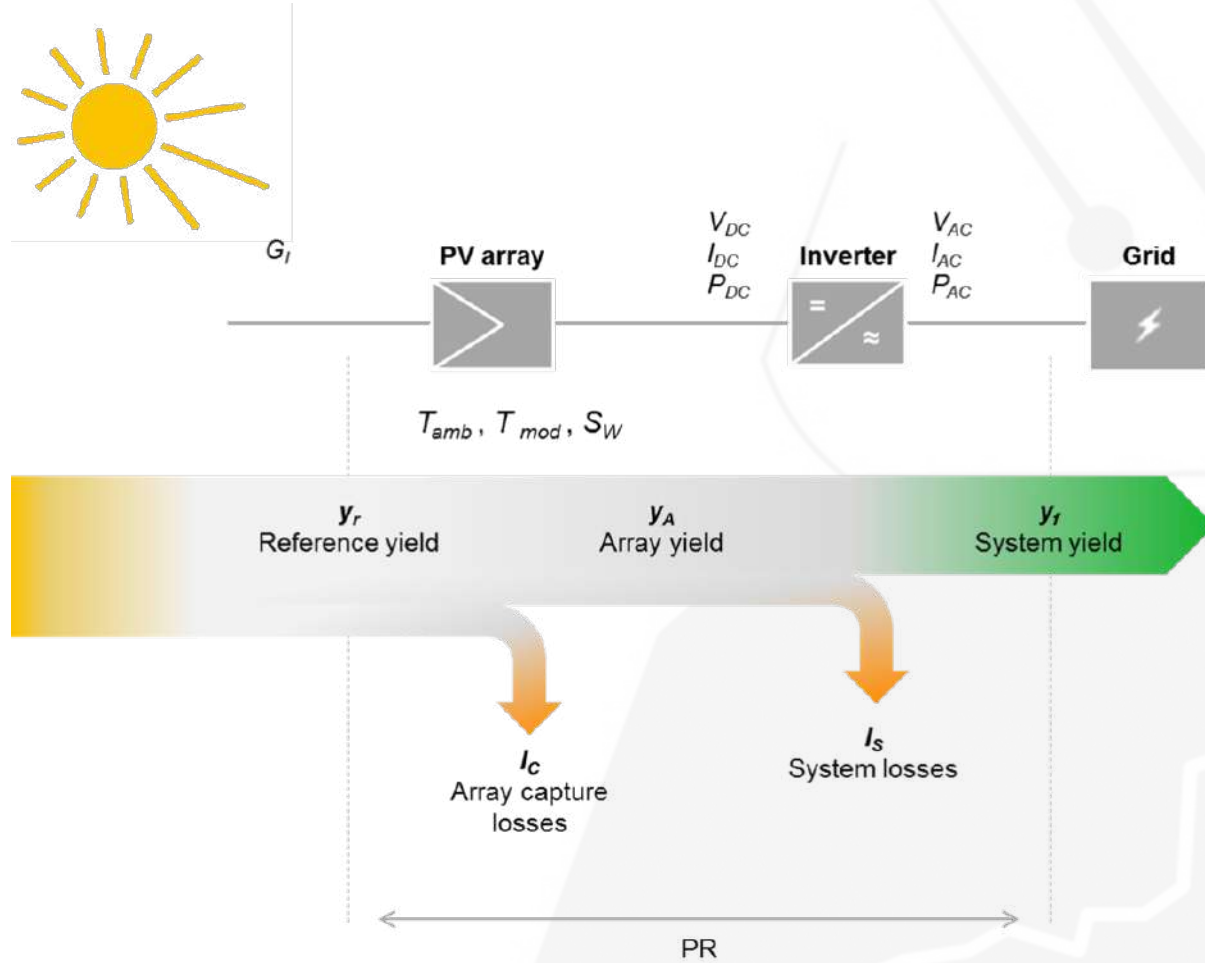 G_I
PV array
V_DC
I_DC
P_DC
Inverter
=
≈
V_AC
I_AC
P_AC
Grid
T_amb , T_mod , S_W
y_r
Reference yield
y_A
Array yield
y_f
System yield
l_C
Array capture
losses
l_S
System losses
PR